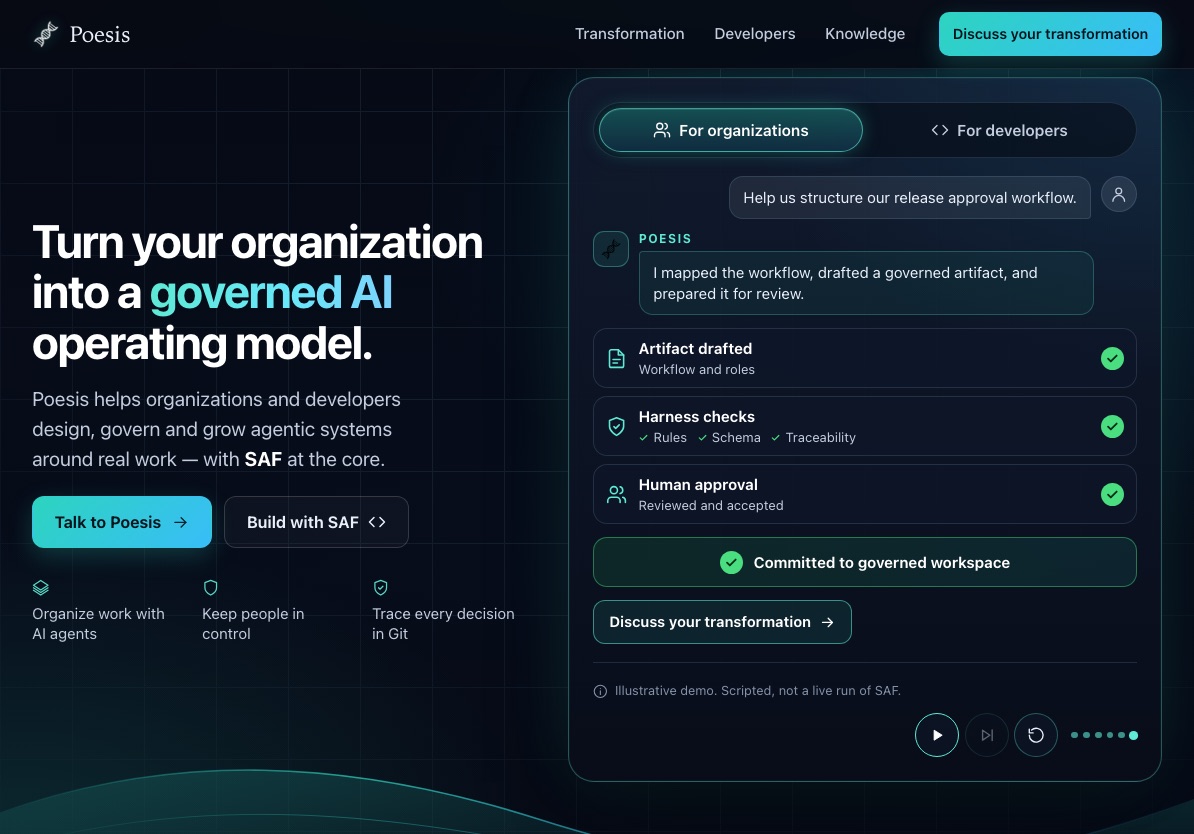 Poesis
Transformation
Developers
Knowledge
Discuss your transformation
Turn your organization
into a governed AI
operating model.
Poesis helps organizations and developers
design, govern and grow agentic systems
around real work — with SAF at the core.
Talk to Poesis
Build with SAF
Organize work with
AI agents
Keep people in
control
Trace every decision
in Git
For organizations
For developers
Help us structure our release approval workflow.
POESIS
I mapped the workflow, drafted a governed artifact, and
prepared it for review.
Artifact drafted
Workflow and roles
Harness checks
Rules
Schema
Traceability
Human approval
Reviewed and accepted
Committed to governed workspace
Discuss your transformation
Illustrative demo. Scripted, not a live run of SAF.